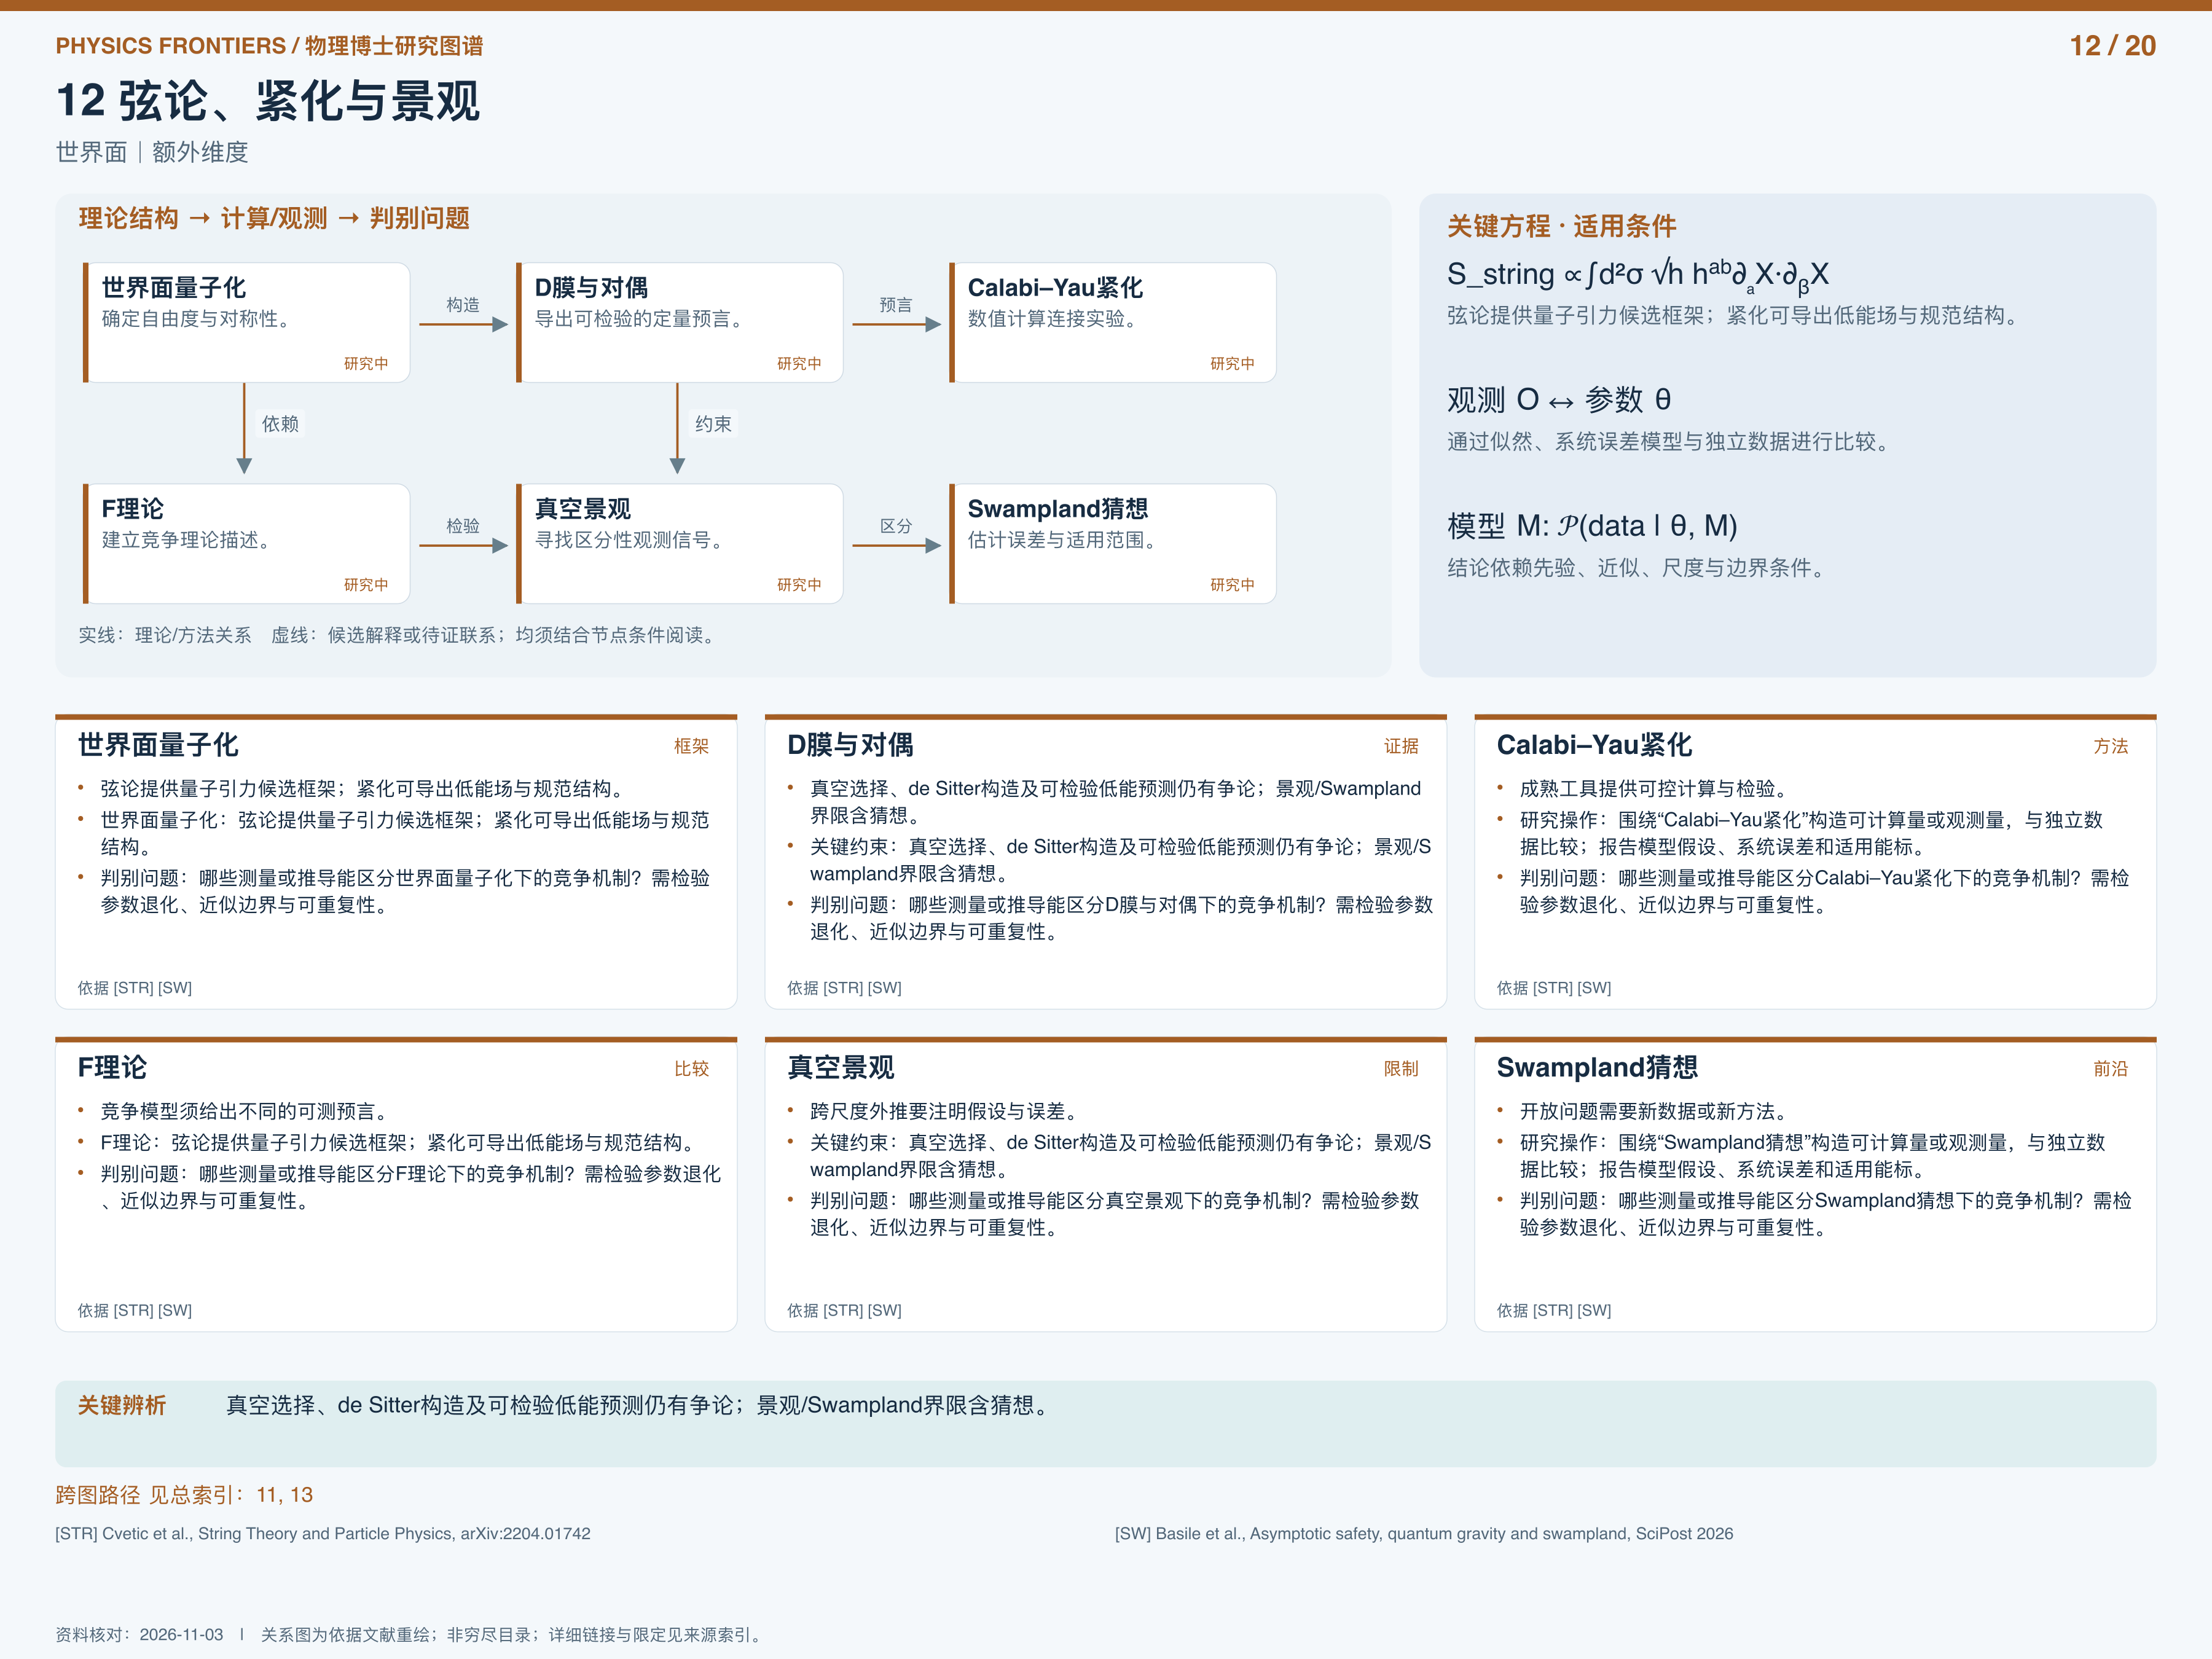 PHYSICS FRONTIERS / 物理博士研究图谱
12 / 20
12 弦论、紧化与景观
世界面｜额外维度
理论结构 → 计算/观测 → 判别问题
世界面量子化
确定自由度与对称性。
研究中
构造
D膜与对偶
导出可检验的定量预言。
研究中
预言
Calabi–Yau紧化
数值计算连接实验。
研究中
依赖
约束
F理论
建立竞争理论描述。
研究中
检验
真空景观
寻找区分性观测信号。
研究中
区分
Swampland猜想
估计误差与适用范围。
研究中
实线：理论/方法关系　虚线：候选解释或待证联系；均须结合节点条件阅读。
关键方程 · 适用条件
S_string ∝∫d²σ √h hᵃᵇ∂ₐX·∂ᵦX
弦论提供量子引力候选框架；紧化可导出低能场与规范结构。
观测 O ↔ 参数 θ
通过似然、系统误差模型与独立数据进行比较。
模型 M: 𝒫(data | θ, M)
结论依赖先验、近似、尺度与边界条件。
世界面量子化
框架
• 弦论提供量子引力候选框架；紧化可导出低能场与规范结构。
• 世界面量子化：弦论提供量子引力候选框架；紧化可导出低能场与规范
结构。
• 判别问题：哪些测量或推导能区分世界面量子化下的竞争机制？需检验
参数退化、近似边界与可重复性。
依据 [STR] [SW]
D膜与对偶
证据
• 真空选择、de Sitter构造及可检验低能预测仍有争论；景观/Swampland
界限含猜想。
• 关键约束：真空选择、de Sitter构造及可检验低能预测仍有争论；景观/S
wampland界限含猜想。
• 判别问题：哪些测量或推导能区分D膜与对偶下的竞争机制？需检验参数
退化、近似边界与可重复性。
依据 [STR] [SW]
Calabi–Yau紧化
方法
• 成熟工具提供可控计算与检验。
• 研究操作：围绕“Calabi–Yau紧化”构造可计算量或观测量，与独立数
据比较；报告模型假设、系统误差和适用能标。
• 判别问题：哪些测量或推导能区分Calabi–Yau紧化下的竞争机制？需检
验参数退化、近似边界与可重复性。
依据 [STR] [SW]
F理论
比较
• 竞争模型须给出不同的可测预言。
• F理论：弦论提供量子引力候选框架；紧化可导出低能场与规范结构。
• 判别问题：哪些测量或推导能区分F理论下的竞争机制？需检验参数退化
、近似边界与可重复性。
依据 [STR] [SW]
真空景观
限制
• 跨尺度外推要注明假设与误差。
• 关键约束：真空选择、de Sitter构造及可检验低能预测仍有争论；景观/S
wampland界限含猜想。
• 判别问题：哪些测量或推导能区分真空景观下的竞争机制？需检验参数
退化、近似边界与可重复性。
依据 [STR] [SW]
Swampland猜想
前沿
• 开放问题需要新数据或新方法。
• 研究操作：围绕“Swampland猜想”构造可计算量或观测量，与独立数
据比较；报告模型假设、系统误差和适用能标。
• 判别问题：哪些测量或推导能区分Swampland猜想下的竞争机制？需检
验参数退化、近似边界与可重复性。
依据 [STR] [SW]
关键辨析　真空选择、de Sitter构造及可检验低能预测仍有争论；景观/Swampland界限含猜想。
跨图路径 见总索引：11, 13
[STR] Cvetic et al., String Theory and Particle Physics, arXiv:2204.01742
[SW] Basile et al., Asymptotic safety, quantum gravity and swampland, SciPost 2026
资料核对：2026-11-03　|　关系图为依据文献重绘；非穷尽目录；详细链接与限定见来源索引。